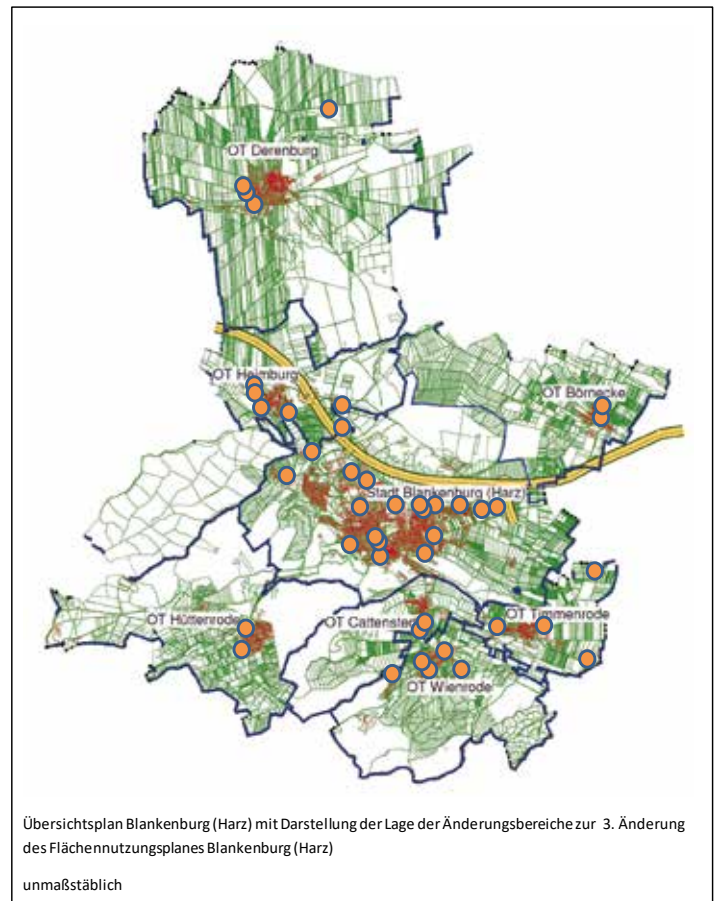 OT Derenburg
OT Heimburg
OT Börnecke
Stadt Blankenburg (Harz)
OT Hüttenrode
OT Cattenstedt
OT Timmenrode
OT Wienrode
Übersichtsplan Blankenburg (Harz) mit Darstellung der Lage der Änderungsbereiche zur 3. Änderung
des Flächennutzungsplanes Blankenburg (Harz)
unmaßstäblich